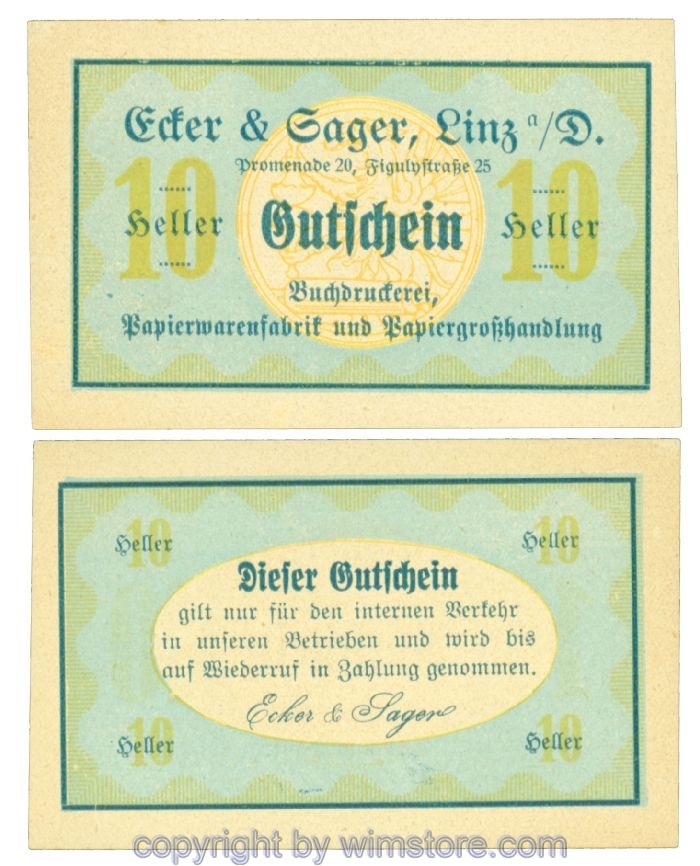 Ecker & Sager, Linz a/D.
Promenade 20, Figulyſtraße 25
10 Heller Gutſchein 10 Heller
Buchdruckerei,
Papierwarenfabrik und Papiergroßhandlung
10 Heller 10 Heller
Dieſer Gutſchein
gilt nur für den internen Verkehr
in unſeren Betrieben und wird bis
auf Wiederruf in Zahlung genommen.
Ecker & Sager
10 Heller 10 Heller
copyright by wimstore.com